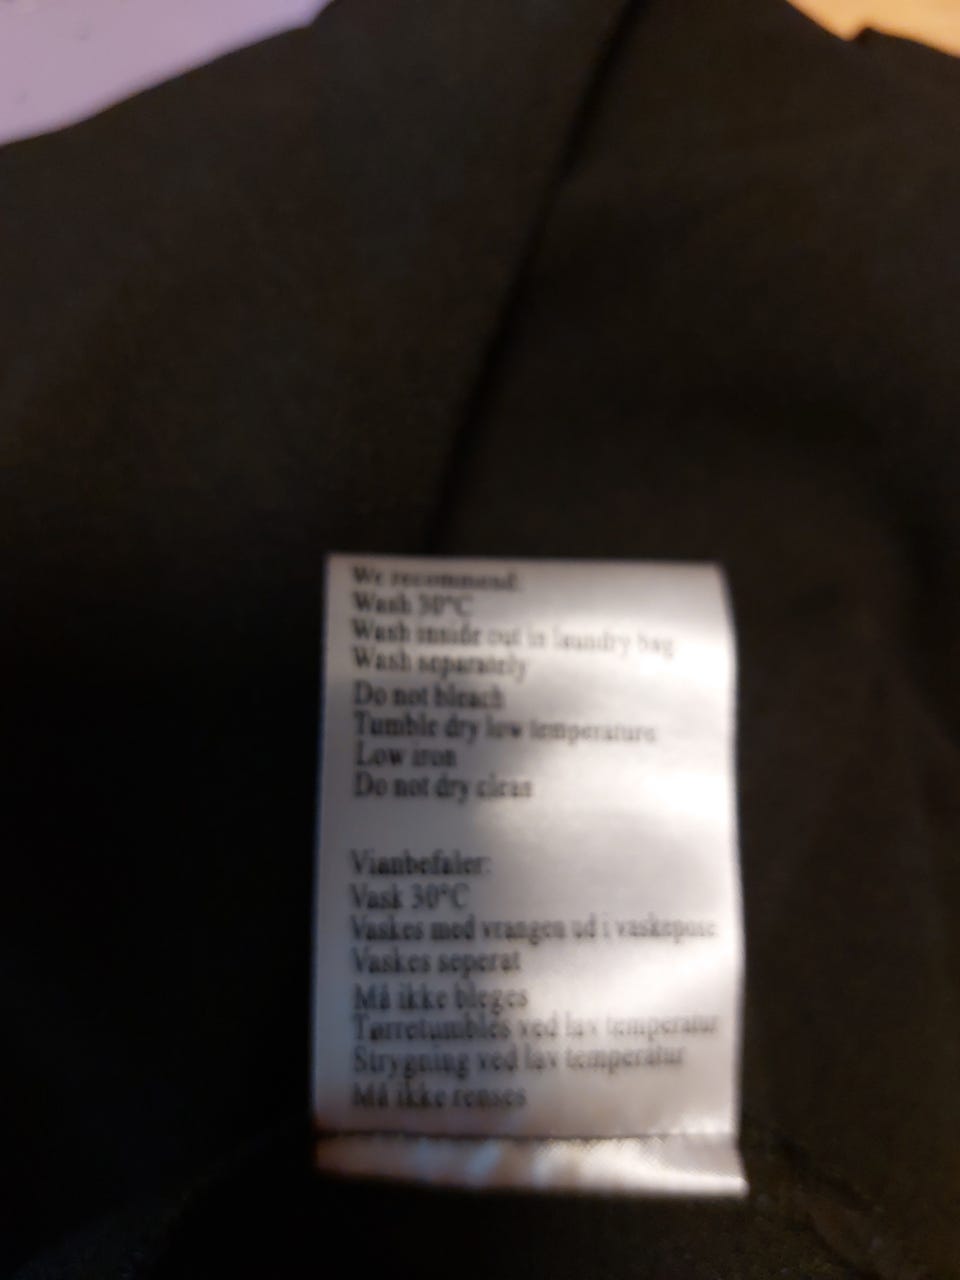 We recommend:
Wash 30°C
Wash inside out in laundry bag
Wash separately
Do not bleach
Tumble dry low temperature
Low iron
Do not dry clean
Vianbefaler:
Vask 30°C
Vaskes med vrangen ud i vaskepose
Vaskes seperat
Må ikke bleges
Tørretumbles ved lav temperatur
Strygning ved lav temperatur
Må ikke renses